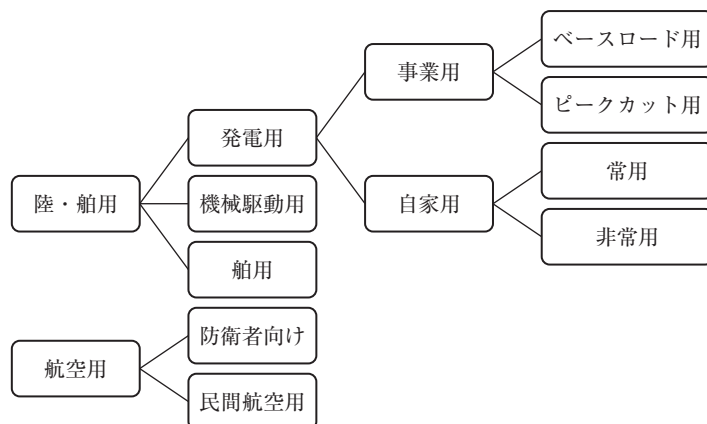 陸・舶用
発電用
事業用
ベースロード用
ピークカット用
自家用
常用
非常用
機械駆動用
舶用
航空用
防衛者向け
民間航空用